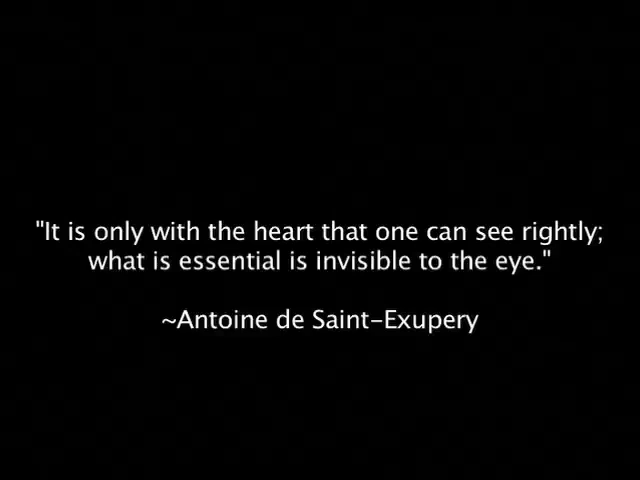 "It is only with the heart that one can see rightly;
what is essential is invisible to the eye."
~Antoine de Saint-Exupery